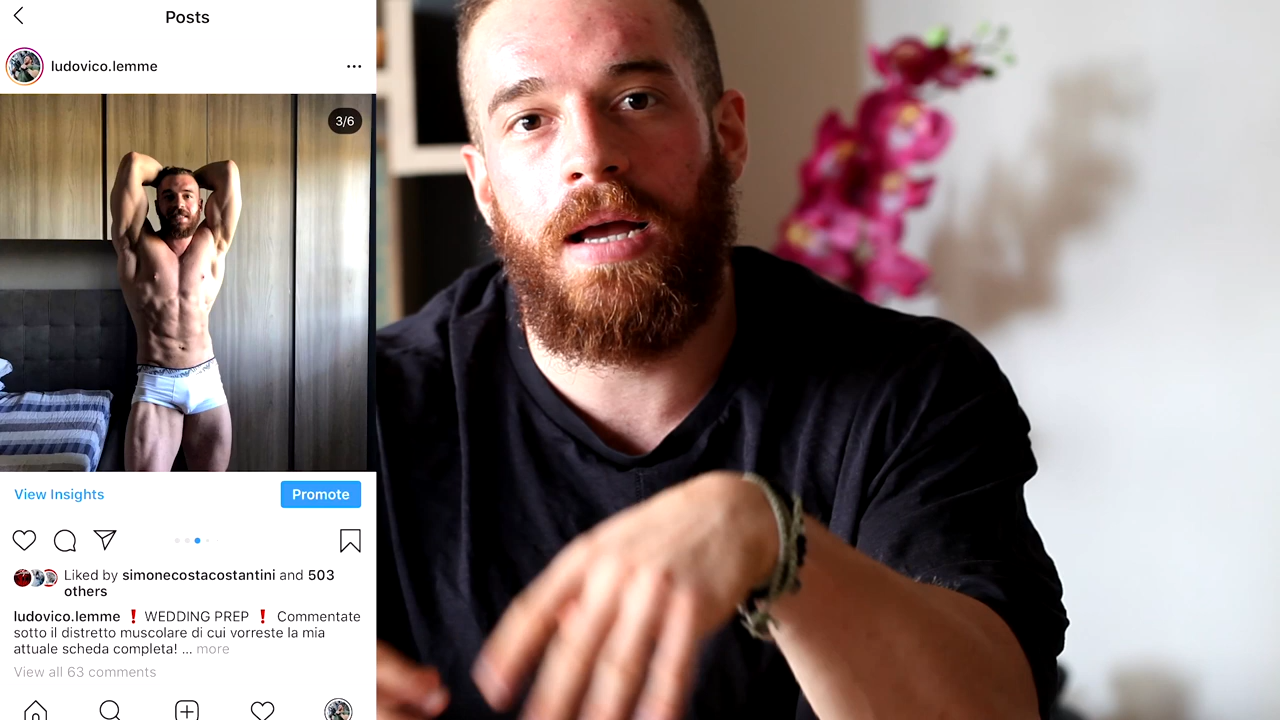 Posts
ludovico.lemme
3/6
View Insights
Promote
Liked by simonecostacostantini and 503
others
ludovico.lemme ❗ WEDDING PREP ❗ Commentate
sotto il distretto muscolare di cui vorreste la mia
attuale scheda completa! ... more
View all 63 comments